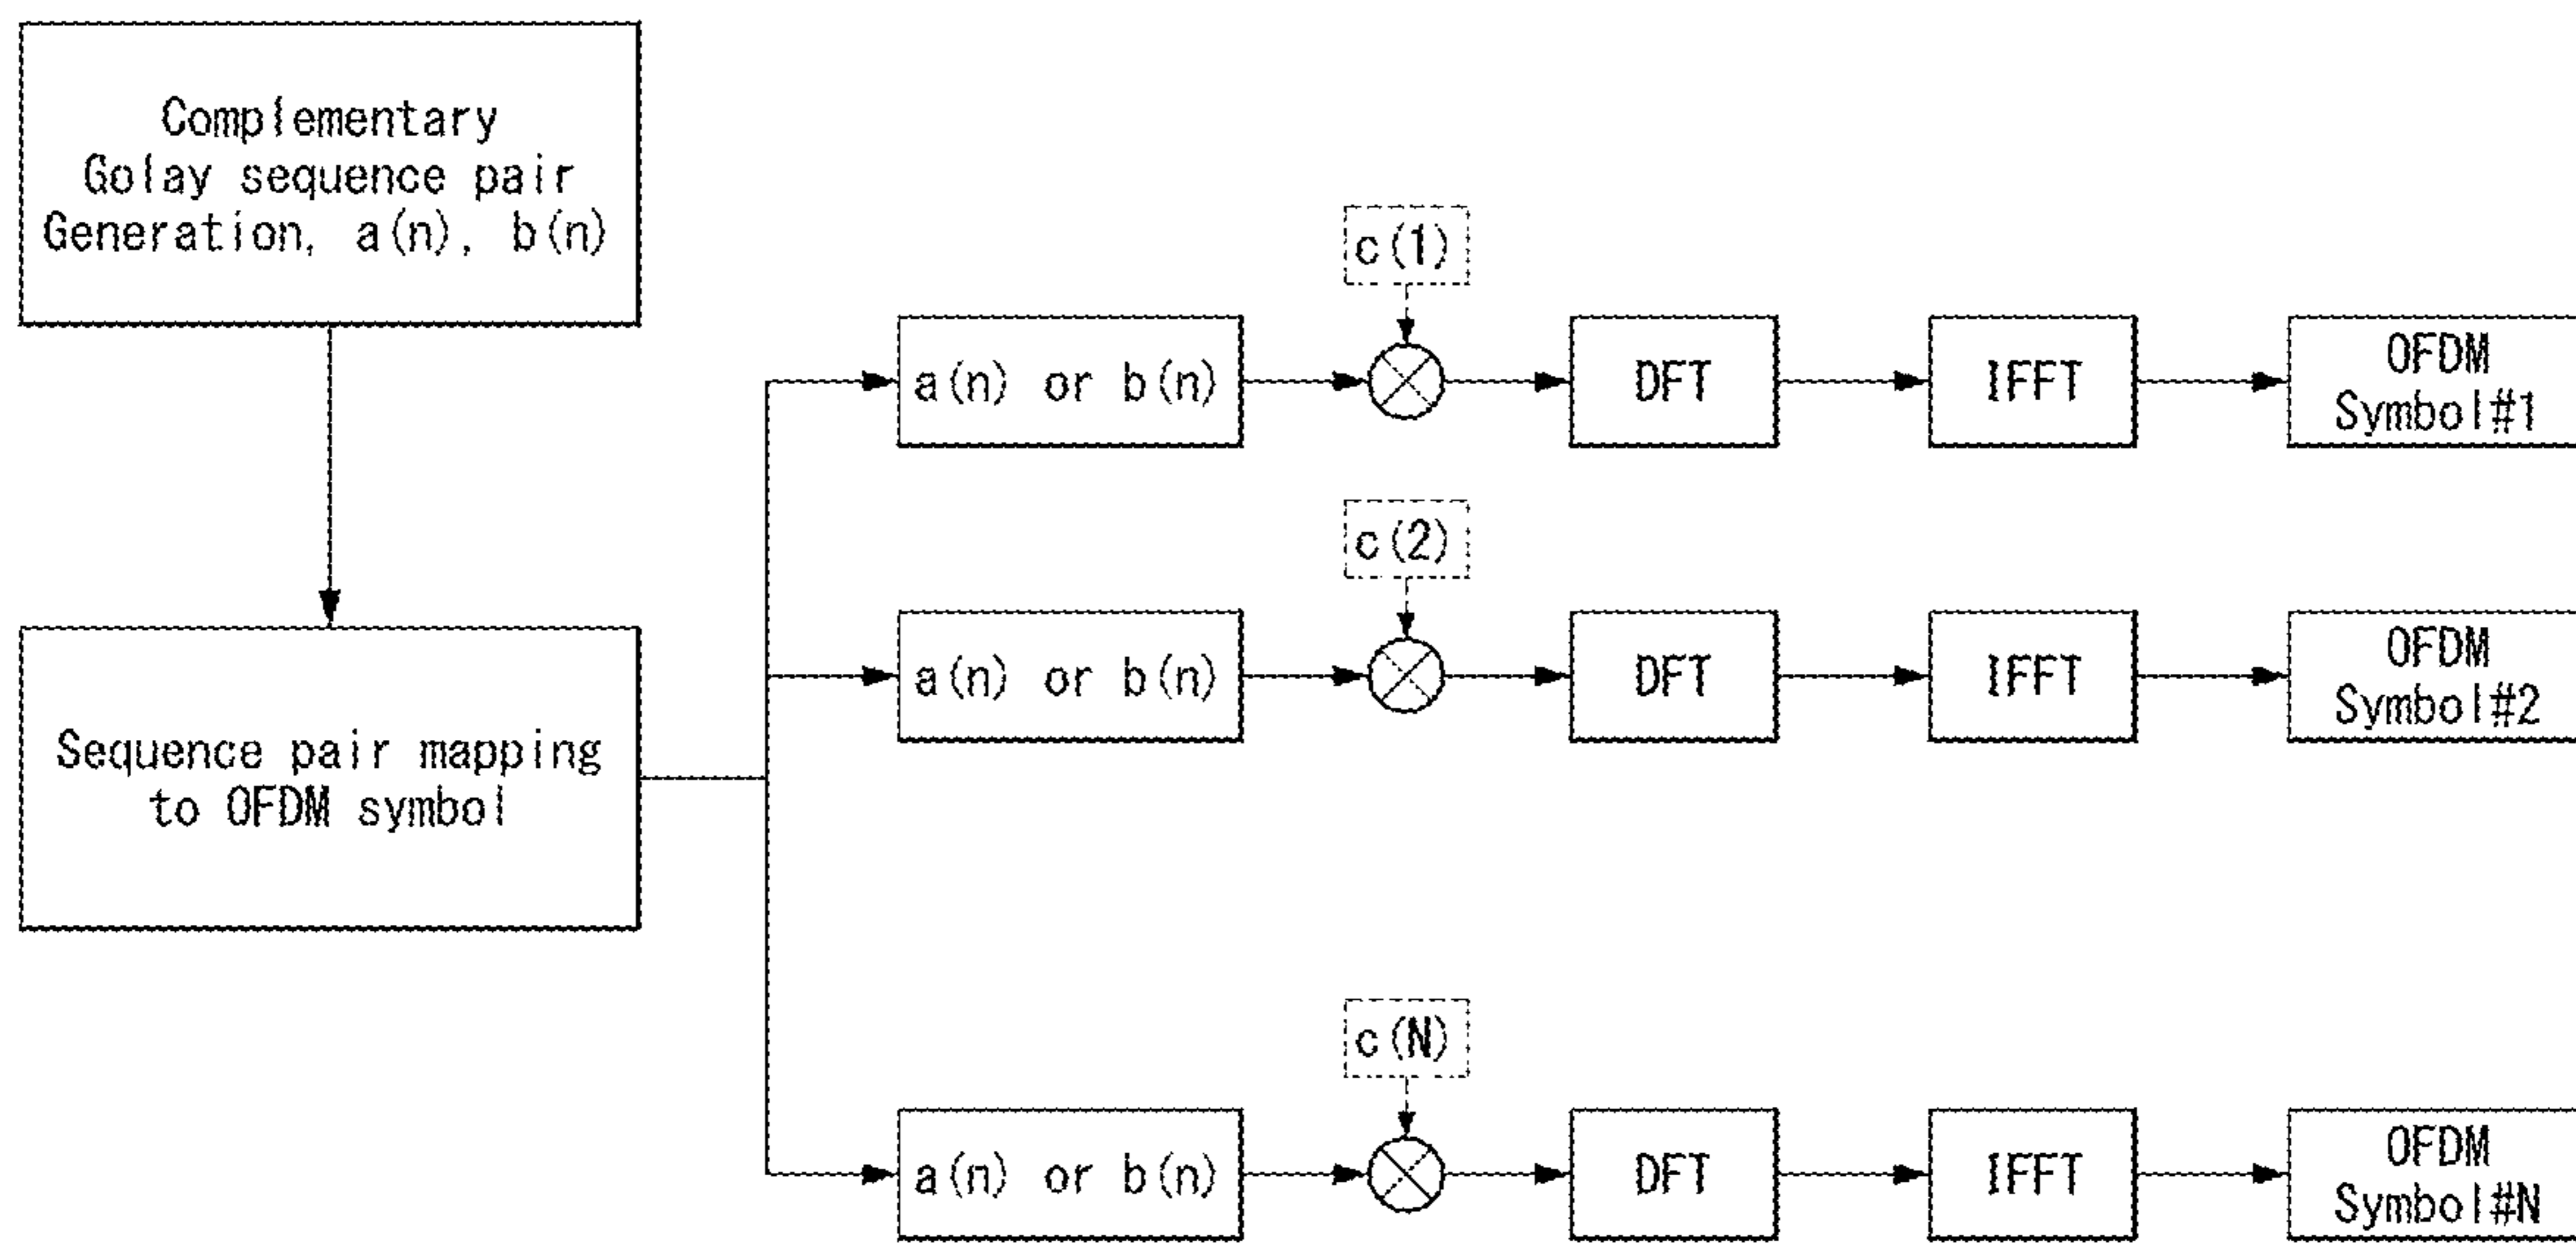 Complementary
Golay sequence pair
Generation, a(n), b(n)
Sequence pair mapping
to OFDM symbol
c(1)
a(n) or b(n)
DFT
IFFT
OFDM
Symbol#1
c(2)
a(n) or b(n)
DFT
IFFT
OFDM
Symbol#2
c(N)
a(n) or b(n)
DFT
IFFT
OFDM
Symbol#N